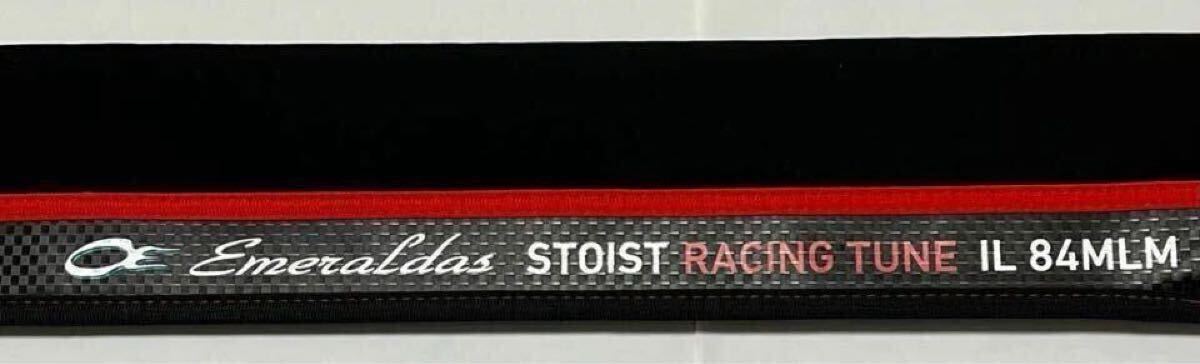 Emeraldas STOIST RACING TUNE IL 84MLM